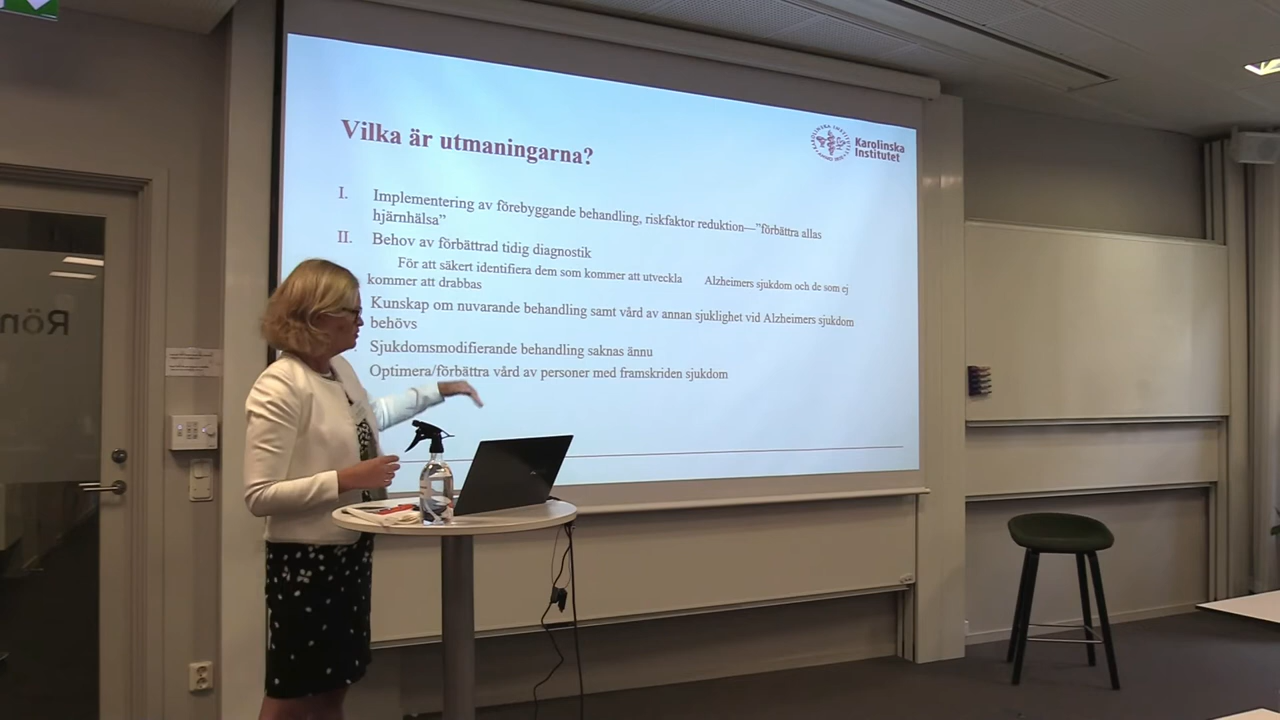 Vilka är utmaningarna?
Karolinska
Institutet
I. Implementering av förebyggande behandling, riskfaktor reduktion—”förbättra allas
hjärnhälsa”
II. Behov av förbättrad tidig diagnostik
För att säkert identifiera dem som kommer att utveckla Alzheimers sjukdom och de som ej
kommer att drabbas
Kunskap om nuvarande behandling samt vård av annan sjuklighet vid Alzheimers sjukdom
behövs
Sjukdomsmodifierande behandling saknas ännu
Optimera/förbättra vård av personer med framskriden sjukdom
Rön